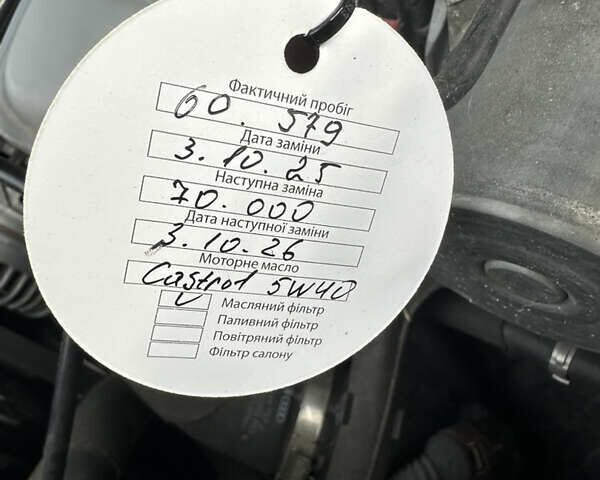 Фактичний пробіг
60.579
Дата заміни
3.10.25
Наступна заміна
70.000
Дата наступної заміни
3.10.26
Моторне масло
Castrol 5W40
V Масляний фільтр
Паливний фільтр
Повітряний фільтр
Фільтр салону